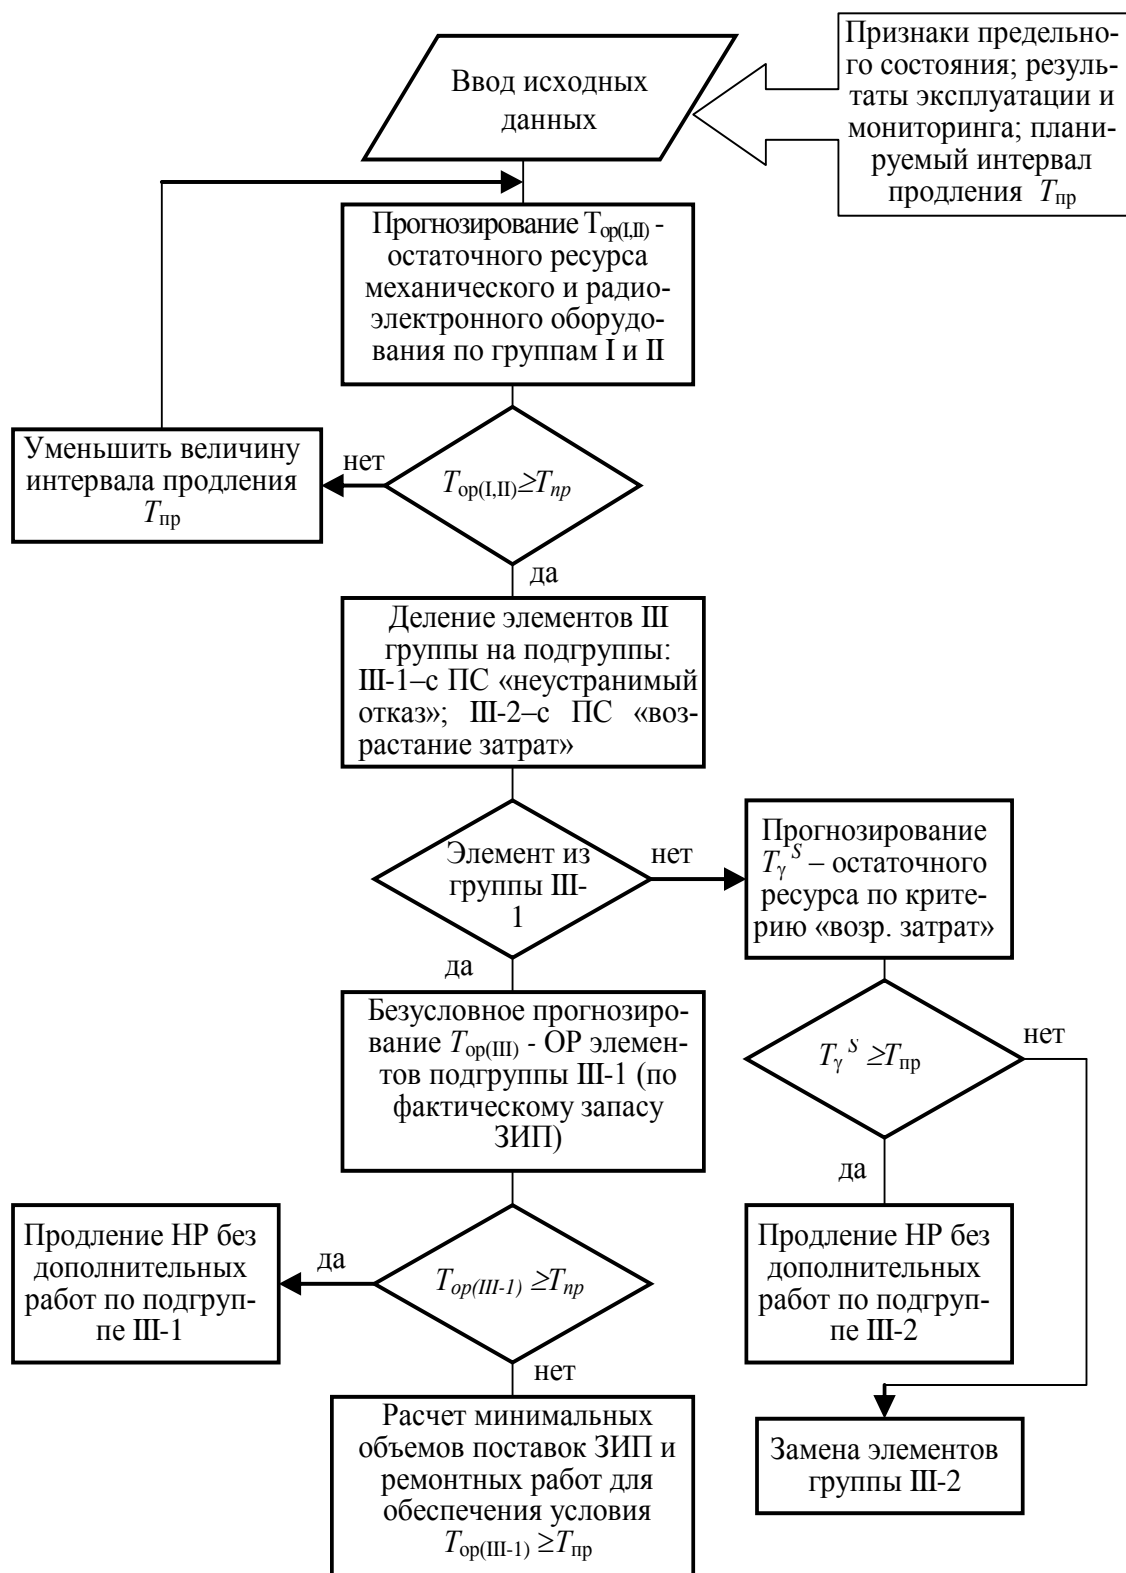 Ввод исходных
данных
Признаки предельно-
го состояния; резуль-
таты эксплуатации и
мониторинга; плани-
руемый интервал
продления Tпр
Прогнозирование Tор(I,II) -
остаточного ресурса
механического и радио-
электронного оборудо-
вания по группам I и II
Уменьшить величину
интервала продления
Tпр
нет
Tор(I,II)≥Tпр
да
Деление элементов III
группы на подгруппы:
III-1–с ПС «неустранимый
отказ»; III-2–с ПС «воз-
растание затрат»
Элемент из
группы III-
1
нет
Прогнозирование
Tγ S – остаточного
ресурса по крите-
рию «возр. затрат»
да
Безусловное прогнозиро-
вание Tор(III) - ОР элемен-
тов подгруппы III-1 (по
фактическому запасу
ЗИП)
Tγ S ≥Tпр
нет
да
Продление НР без
дополнительных
работ по подгруп-
пе III-1
да
Tор(III-1) ≥Tпр
нет
Продление НР без
дополнительных
работ по подгруп-
пе III-2
Расчет минимальных
объемов поставок ЗИП и
ремонтных работ для
обеспечения условия
Tор(III-1) ≥Tпр
Замена элементов
группы III-2